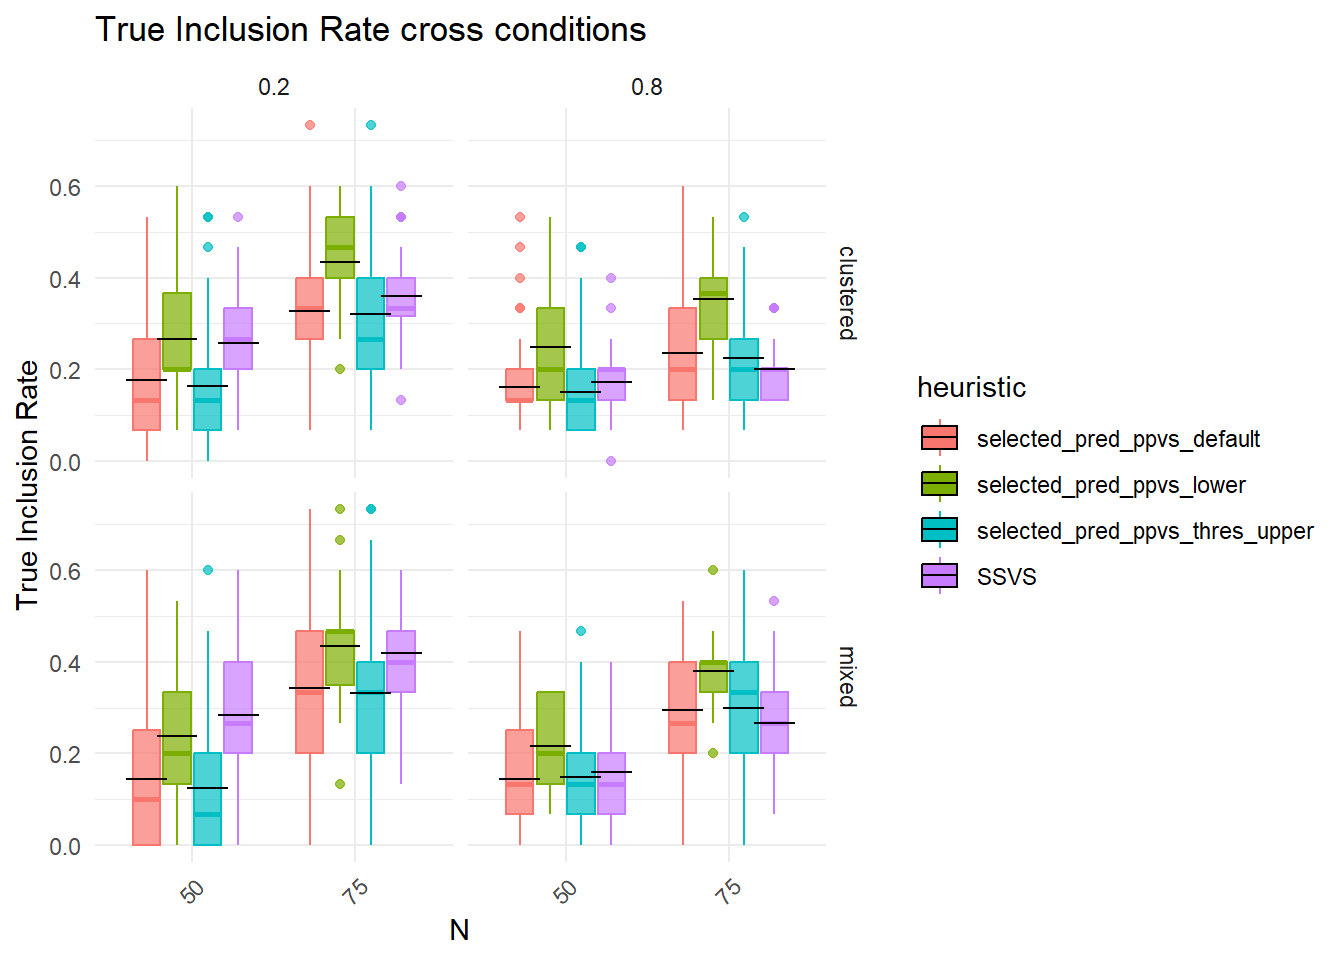 True Inclusion Rate cross conditions
0.2
0.8
0.6
0.4
0.2
0.0
clustered
0.6
0.4
0.2
0.0
mixed
True Inclusion Rate
50
75
50
75
N
heuristic
selected_pred_ppvs_default
selected_pred_ppvs_lower
selected_pred_ppvs_thres_upper
SSVS